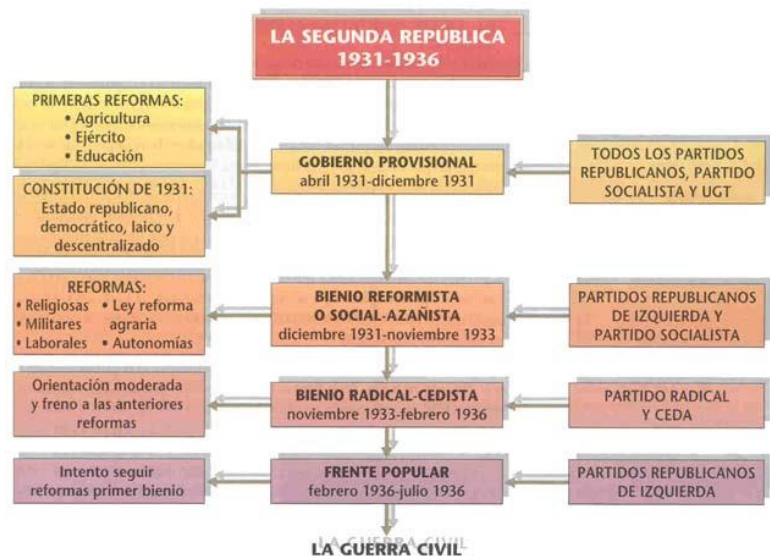 LA SEGUNDA REPÚBLICA
1931-1936
PRIMERAS REFORMAS:
• Agricultura
• Ejército
• Educación
CONSTITUCIÓN DE 1931:
Estado republicano,
democrático, laico y
descentralizado
GOBIERNO PROVISIONAL
abril 1931-diciembre 1931
TODOS LOS PARTIDOS
REPUBLICANOS, PARTIDO
SOCIALISTA Y UGT
REFORMAS:
• Religiosas • Ley reforma
• Militares agraria
• Laborales • Autonomías
BIENIO REFORMISTA
O SOCIAL-AZAÑISTA
diciembre 1931-noviembre 1933
PARTIDOS REPUBLICANOS
DE IZQUIERDA Y
PARTIDO SOCIALISTA
Orientación moderada
y freno a las anteriores
reformas
BIENIO RADICAL-CEDISTA
noviembre 1933-febrero 1936
PARTIDO RADICAL
Y CEDA
Intento seguir
reformas primer bienio
FRENTE POPULAR
febrero 1936-julio 1936
PARTIDOS REPUBLICANOS
DE IZQUIERDA
LA GUERRA CIVIL